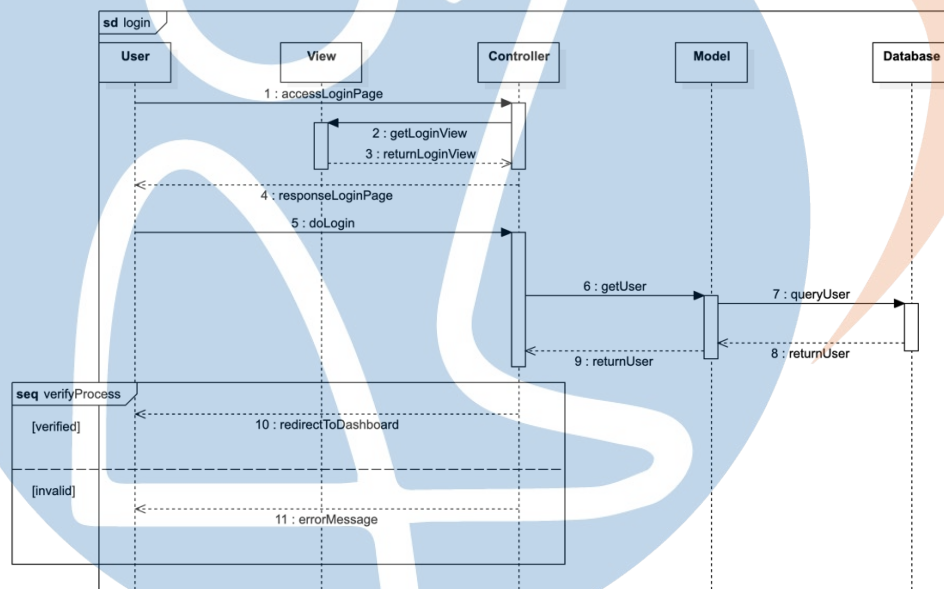 sd login
User
View
Controller
Model
Database
1 : accessLoginPage
2 : getLoginView
3 : returnLoginView
4 : responseLoginPage
5 : doLogin
6 : getUser
7 : queryUser
8 : returnUser
9 : returnUser
seq verifyProcess
10 : redirectToDashboard
[verified]
[invalid]
11 : errorMessage